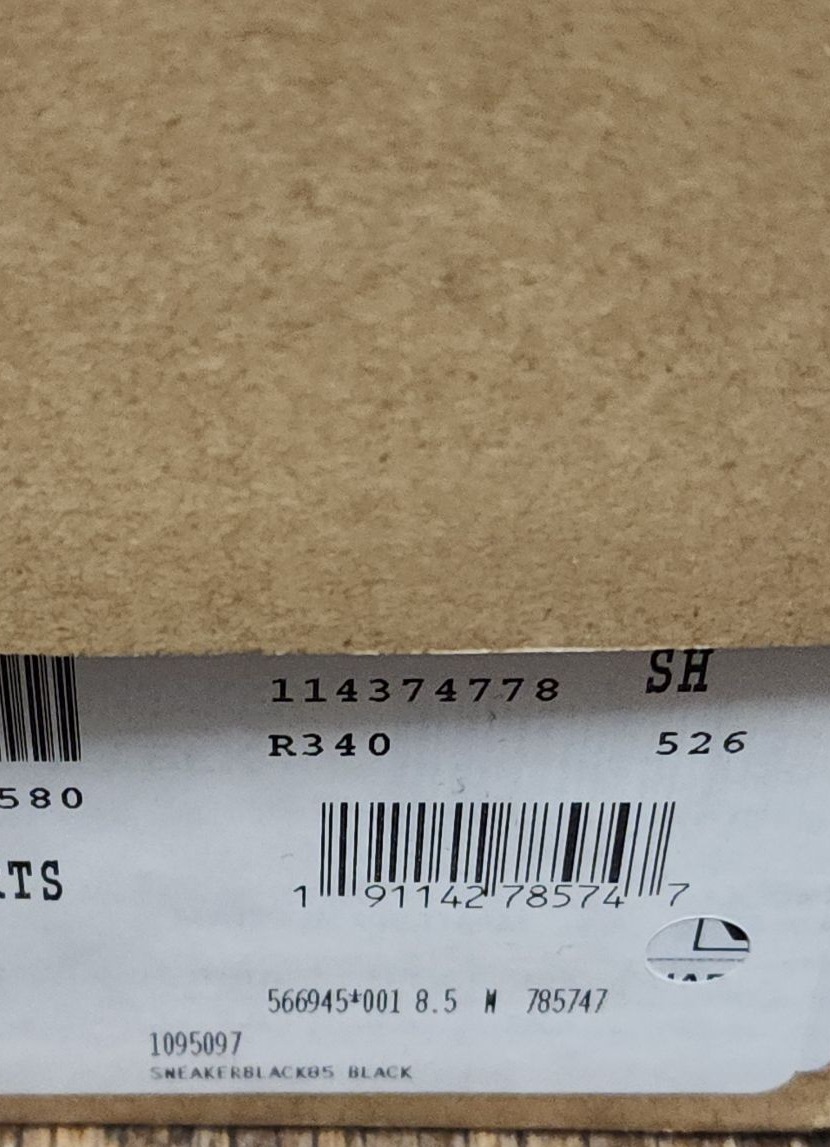 114374778 SH
R340 526
580
TS
1 91142 78574 7
566945*001 8.5 M 785747
1095097
SNEAKERBLACK85 BLACK